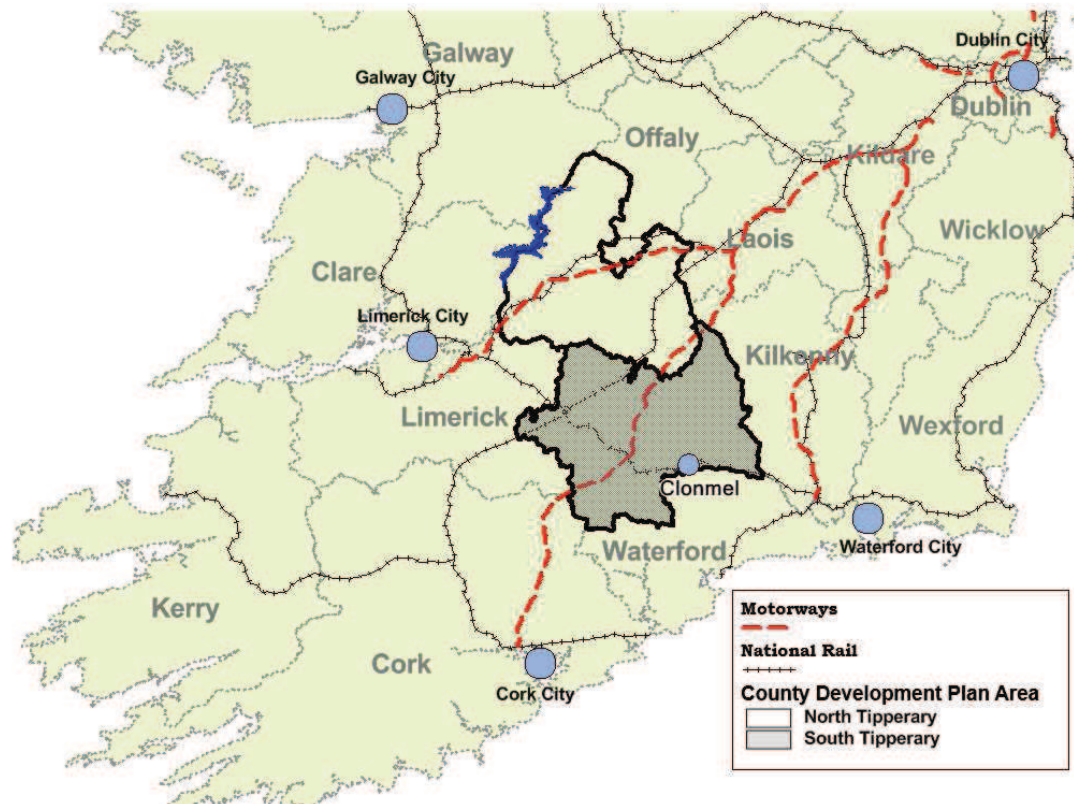 Dublin City
Galway
Galway City
Dublin
Offaly
Kildare
Wicklow
Laois
Clare
Limerick City
Kilkenny
Limerick
Wexford
Clonmel
Waterford
Waterford City
Kerry
Cork
Cork City
Motorways
National Rail
County Development Plan Area
North Tipperary
South Tipperary